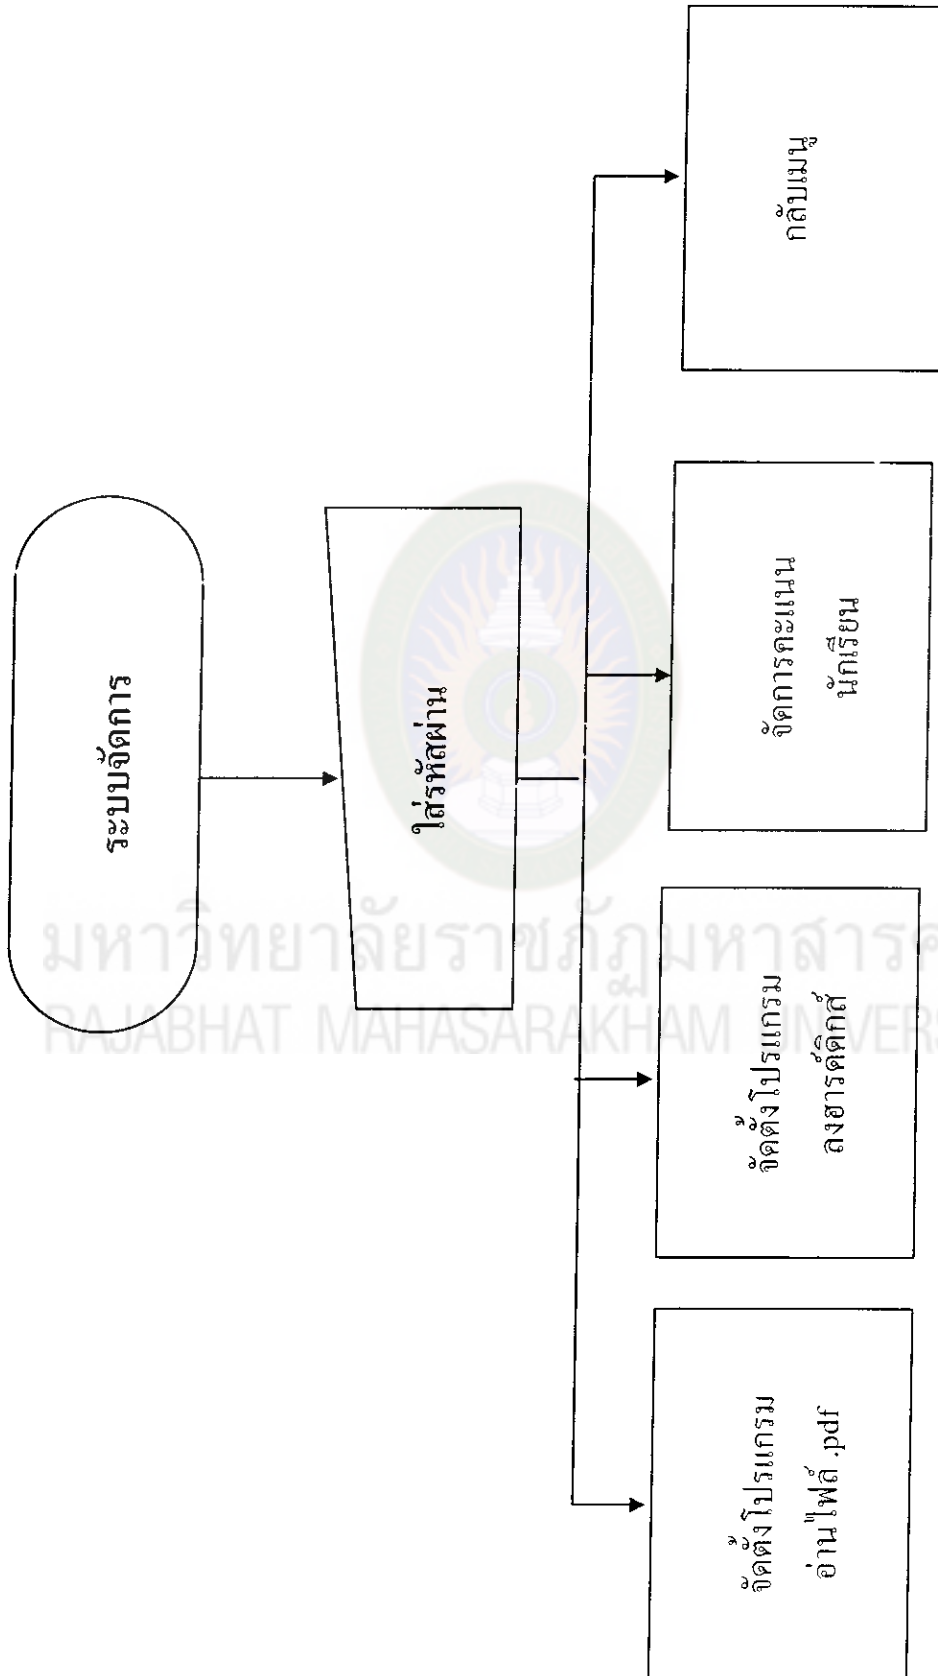 ระบบจัดการ
ใส่รหัสผ่าน
จัดตั้งโปรแกรม
อ่านไฟล์ .pdf
จัดตั้งโปรแกรม
ลงฮาร์ดดิกส์
จัดการคะแนน
นักเรียน
กลับเมนู
มหาวิทยาลัยราชภัฏมหาสารค
RAJABHAT MAHASARAKHAM UNIVERS